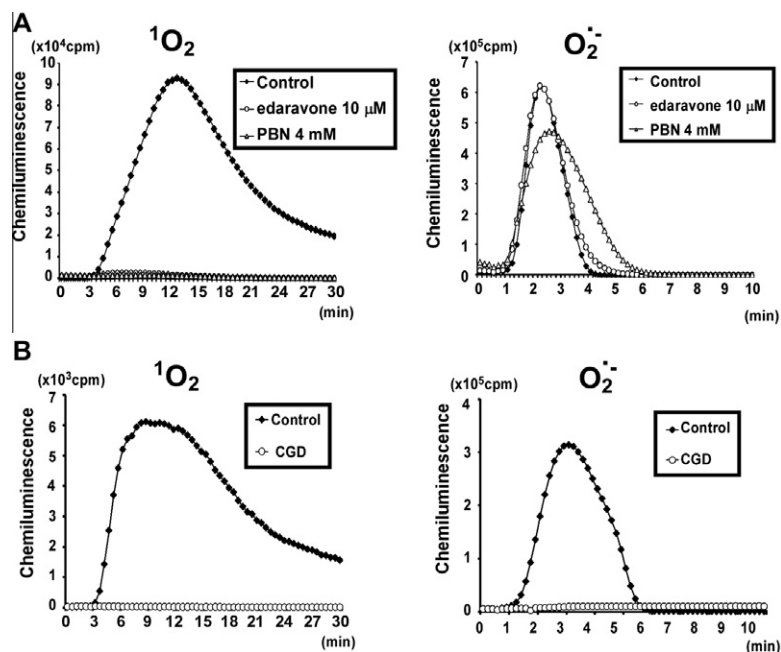 A
¹O₂
(x10⁴cpm)
Chemiluminescence
10
9
8
7
6
5
4
3
2
1
0
0 3 6 9 12 15 18 21 24 27 30
(min)
Control
edaravone 10 μM
PBN 4 mM
O₂·⁻
(x10⁵cpm)
Chemiluminescence
8
7
6
5
4
3
2
1
0
0 1 2 3 4 5 6 7 8 9 10
(min)
Control
edaravone 10 μM
PBN 4 mM
B
¹O₂
(x10³cpm)
Chemiluminescence
7
6
5
4
3
2
1
0
0 3 6 9 12 15 18 21 24 27 30
(min)
Control
CGD
O₂·⁻
(x10⁵cpm)
Chemiluminescence
4
3
2
1
0
0 1 2 3 4 5 6 7 8 9 10
(min)
Control
CGD